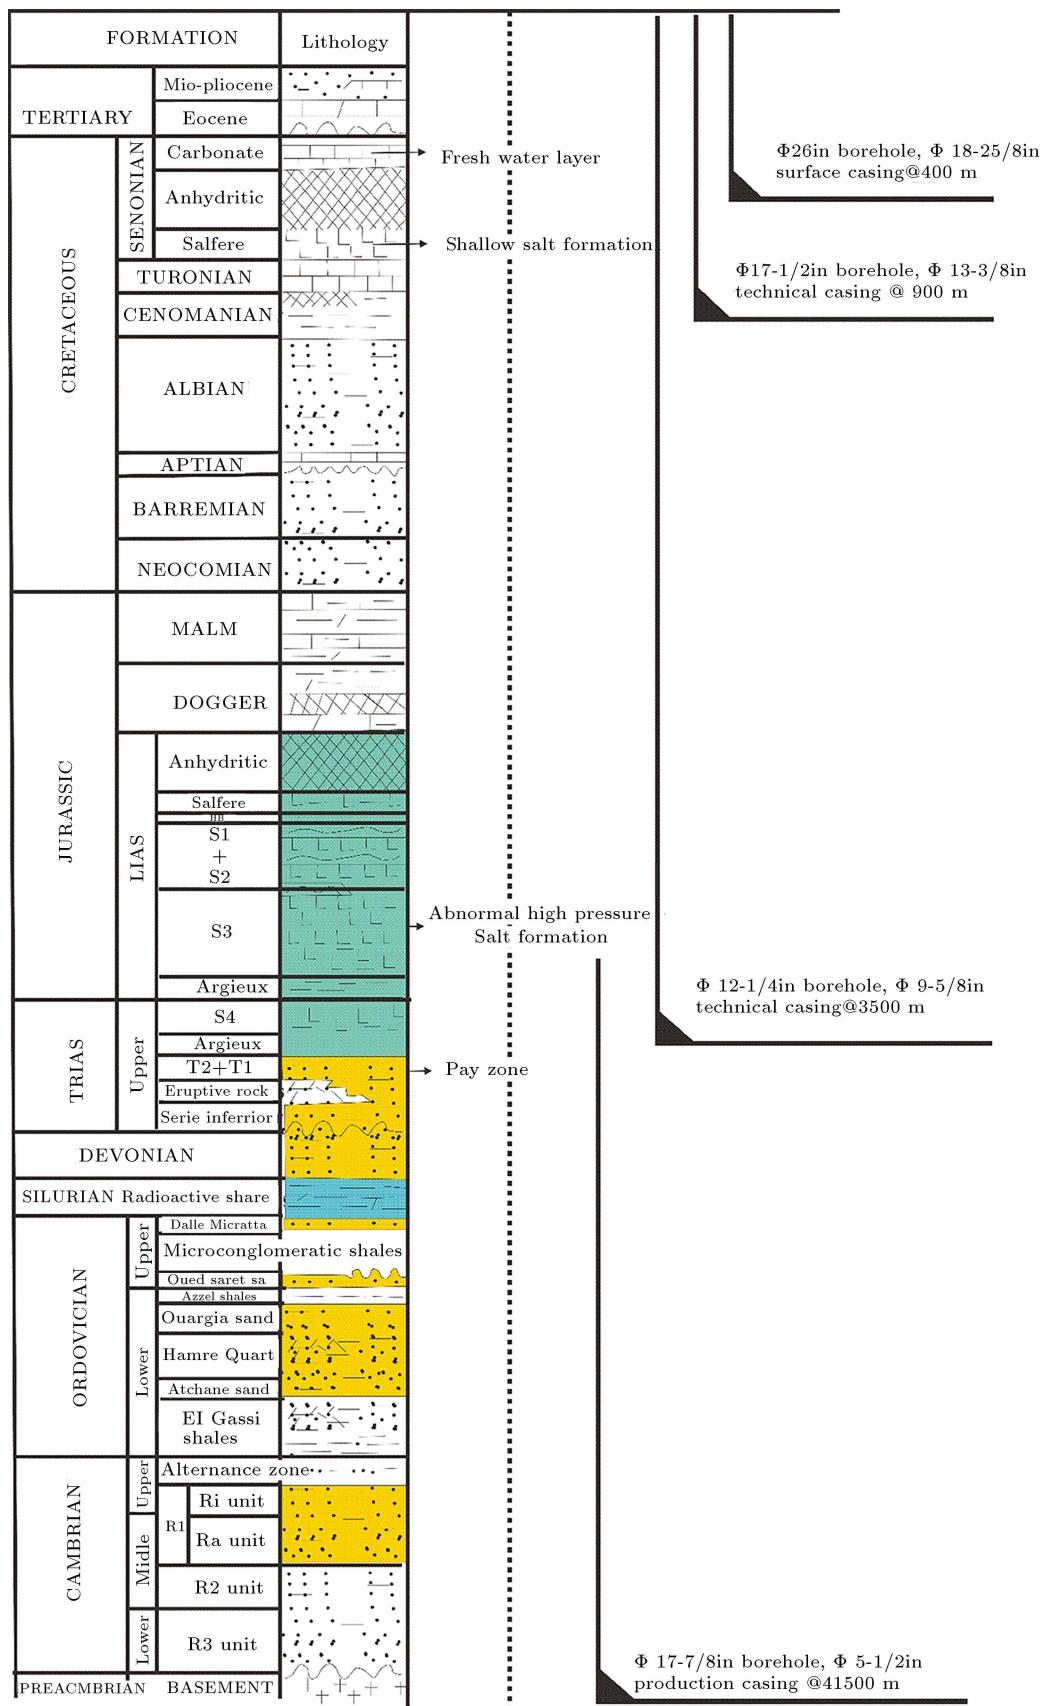 FORMATION
Lithology
TERTIARY
Mio-pliocene
Eocene
CRETACEOUS
SENONIAN
Carbonate
Anhydritic
Salfere
TURONIAN
CENOMANIAN
ALBIAN
APTIAN
BARREMIAN
NEOCOMIAN
JURASSIC
MALM
DOGGER
LIAS
Anhydritic
Salfere
HB
S1
+
S2
S3
Argieux
TRIAS
Upper
S4
Argieux
T2+T1
Eruptive rock
Serie inferrior
DEVONIAN
SILURIAN Radioactive share
ORDOVICIAN
Upper
Dalle Micratta
Microconglomeratic shales
Oued saret sa
Lower
Azzel shales
Ouargia sand
Hamre Quart
Atchane sand
EI Gassi
shales
CAMBRIAN
Upper
Alternance zone
R1
Ri unit
Ra unit
Midle
R2 unit
Lower
R3 unit
PREACMBRIAN
BASEMENT
Fresh water layer
Shallow salt formation
Abnormal high pressure
Salt formation
Pay zone
Φ26in borehole, Φ 18-25/8in
surface casing@400 m
Φ17-1/2in borehole, Φ 13-3/8in
technical casing @ 900 m
Φ 12-1/4in borehole, Φ 9-5/8in
technical casing@3500 m
Φ 17-7/8in borehole, Φ 5-1/2in
production casing @41500 m